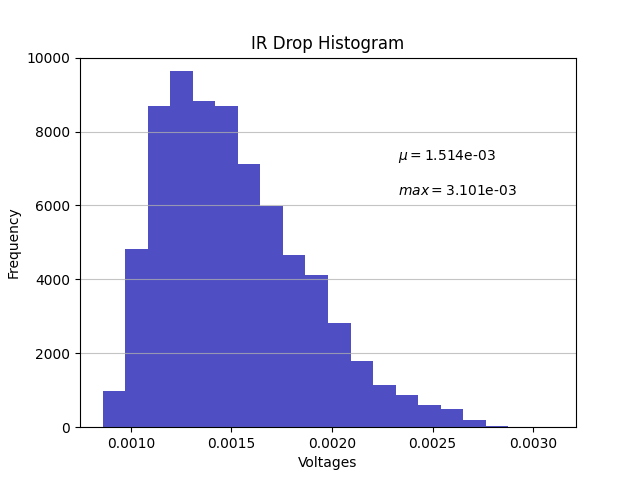 IR Drop Histogram
10000
8000
6000
4000
2000
0
Frequency
μ = 1.514e-03
max = 3.101e-03
0.0010 0.0015 0.0020 0.0025 0.0030
Voltages